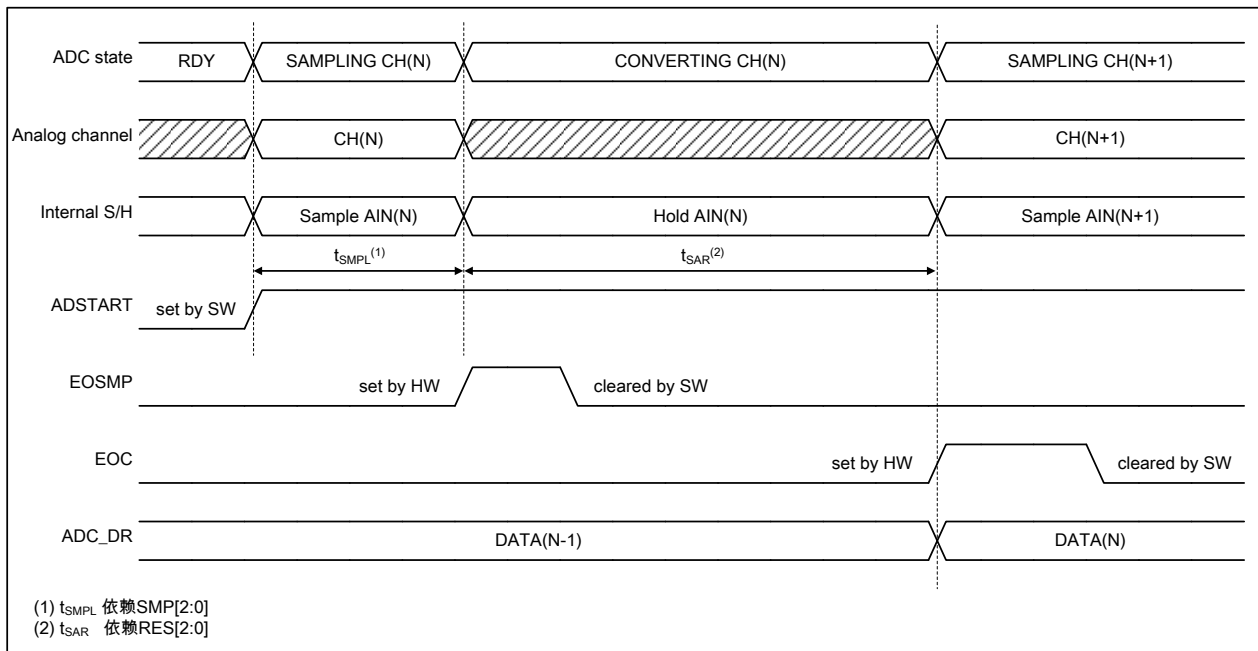 ADC state RDY SAMPLING CH(N) CONVERTING CH(N) SAMPLING CH(N+1)
Analog channel CH(N) CH(N+1)
Internal S/H Sample AIN(N) Hold AIN(N) Sample AIN(N+1)
tSMPL(1) tSAR(2)
ADSTART set by SW
EOSMP set by HW cleared by SW
EOC set by HW cleared by SW
ADC_DR DATA(N-1) DATA(N)
(1) tSMPL 依赖SMP[2:0]
(2) tSAR 依赖RES[2:0]